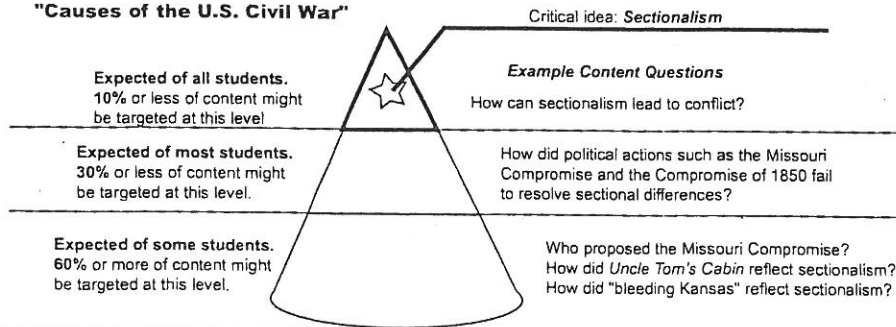 "Causes of the U.S. Civil War"
Critical idea: Sectionalism
Expected of all students.
10% or less of content might
be targeted at this level
Example Content Questions
How can sectionalism lead to conflict?
Expected of most students.
30% or less of content might
be targeted at this level.
How did political actions such as the Missouri
Compromise and the Compromise of 1850 fail
to resolve sectional differences?
Expected of some students.
60% or more of content might
be targeted at this level.
Who proposed the Missouri Compromise?
How did Uncle Tom's Cabin reflect sectionalism?
How did "bleeding Kansas" reflect sectionalism?